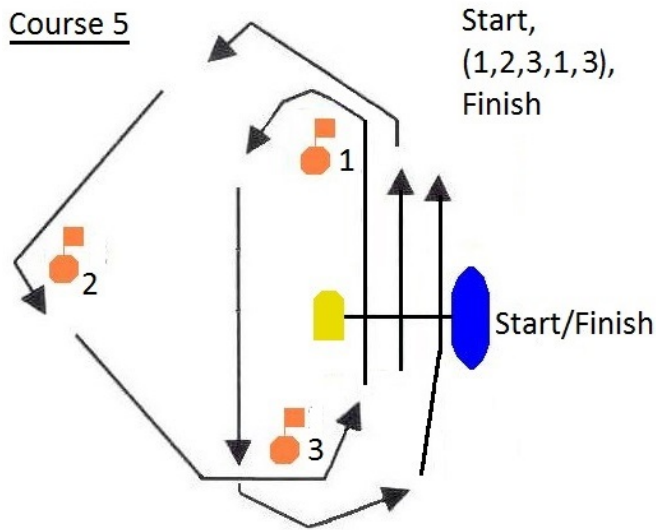 Course 5
Start,
(1,2,3,1,3),
Finish
1
2
Start/Finish
3